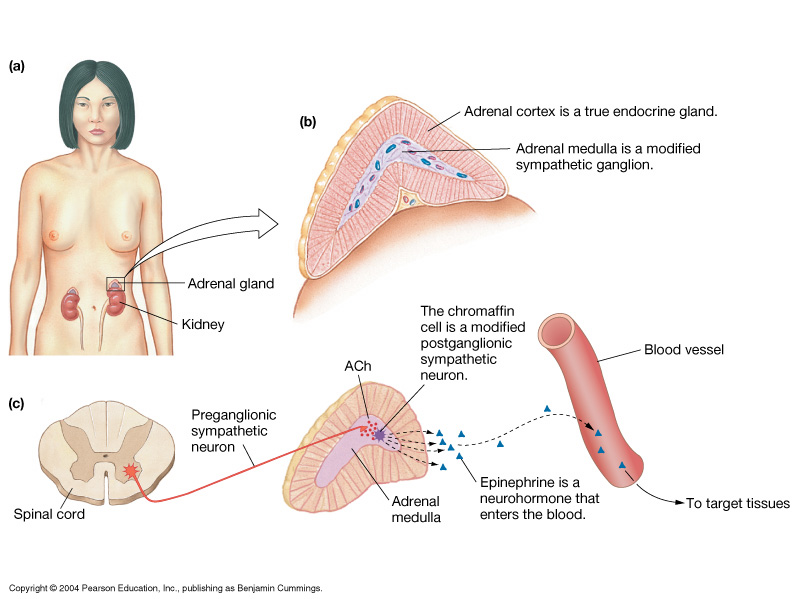 (a)
Adrenal gland
Kidney
(b)
Adrenal cortex is a true endocrine gland.
Adrenal medulla is a modified
sympathetic ganglion.
(c)
Spinal cord
Preganglionic
sympathetic
neuron
ACh
The chromaffin
cell is a modified
postganglionic
sympathetic
neuron.
Adrenal
medulla
Epinephrine is a
neurohormone that
enters the blood.
Blood vessel
To target tissues
Copyright © 2004 Pearson Education, Inc., publishing as Benjamin Cummings.